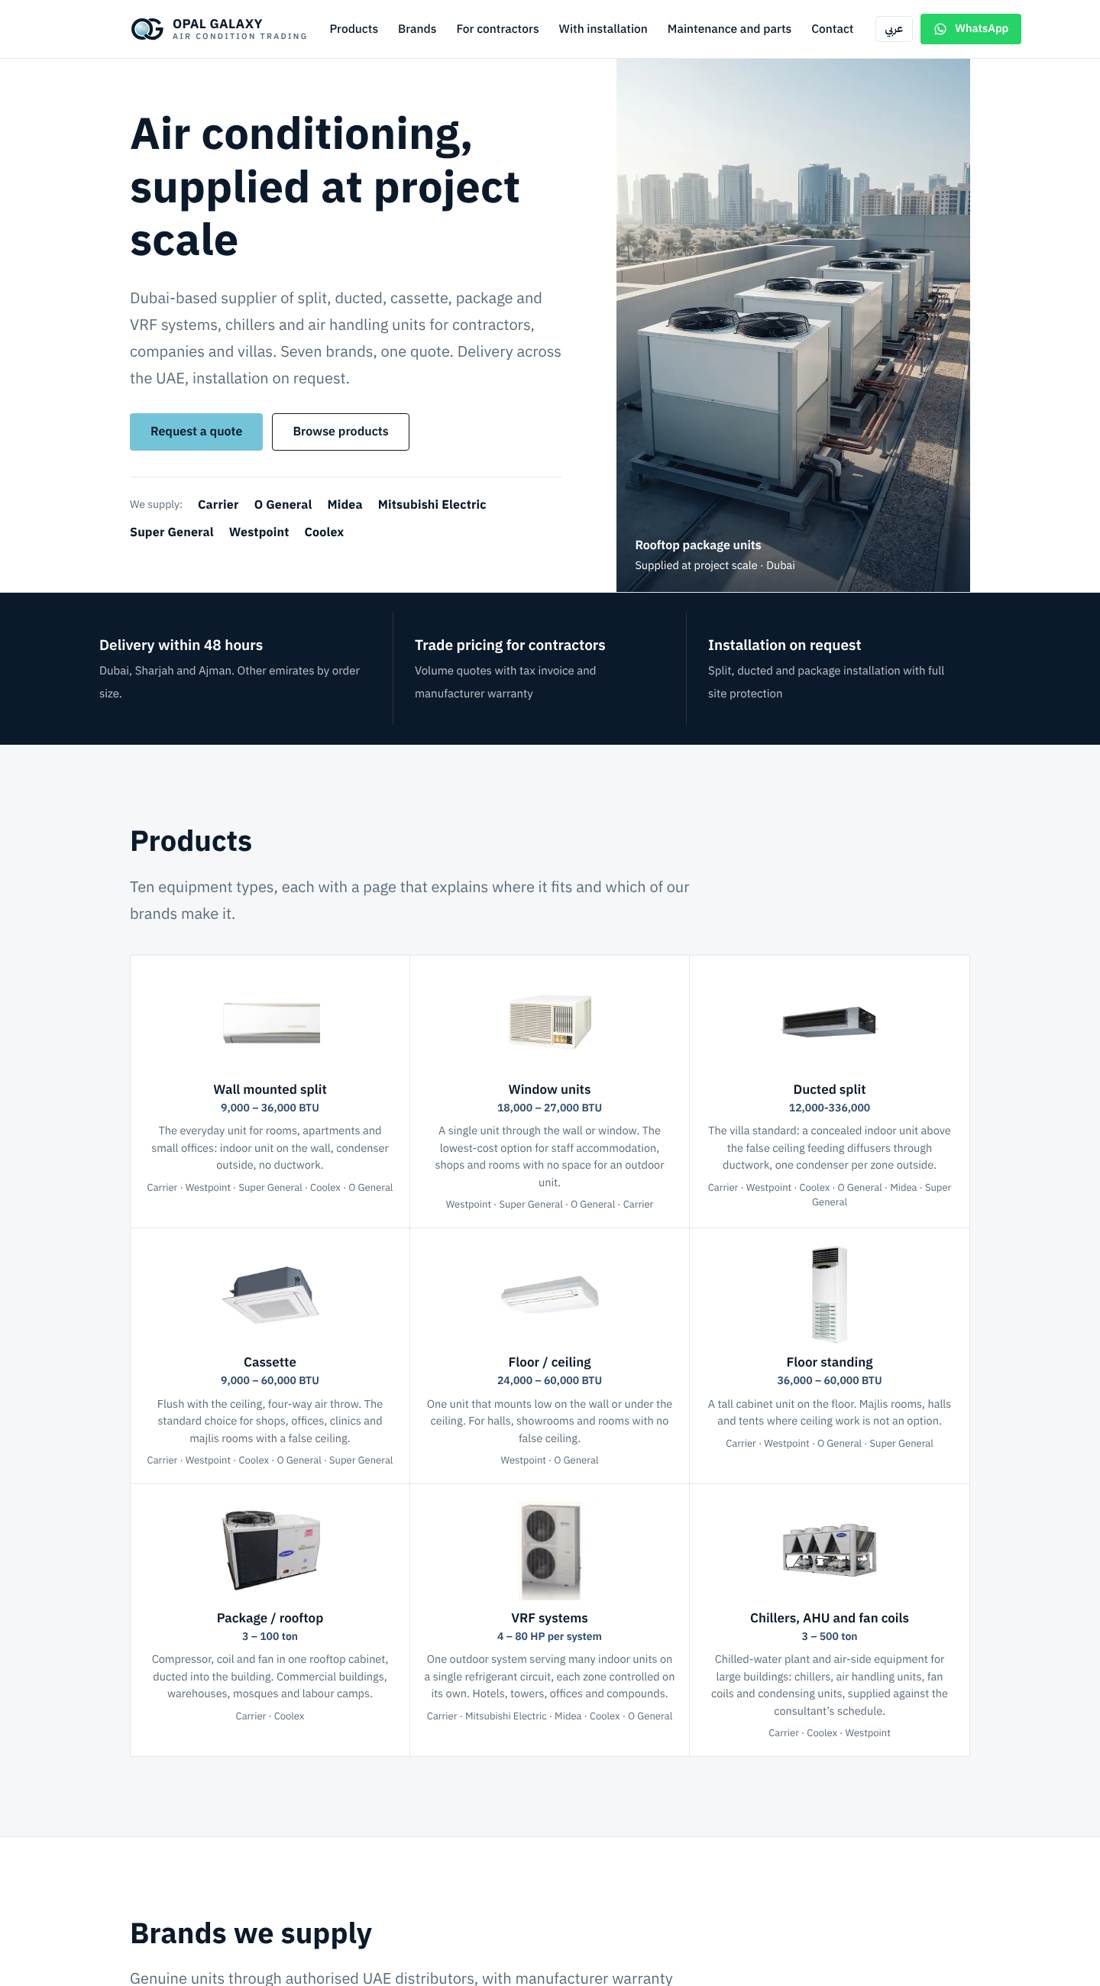 OPAL GALAXY
AIR CONDITION TRADING
Products Brands For contractors With installation Maintenance and parts Contact عربي WhatsApp
Air conditioning,
supplied at project
scale
Dubai-based supplier of split, ducted, cassette, package and
VRF systems, chillers and air handling units for contractors,
companies and villas. Seven brands, one quote. Delivery across
the UAE, installation on request.
Request a quote Browse products
We supply: Carrier O General Midea Mitsubishi Electric
Super General Westpoint Coolex
Rooftop package units
Supplied at project scale · Dubai
Delivery within 48 hours
Dubai, Sharjah and Ajman. Other emirates by order
size.
Trade pricing for contractors
Volume quotes with tax invoice and
manufacturer warranty
Installation on request
Split, ducted and package installation with full
site protection
Products
Ten equipment types, each with a page that explains where it fits and which of our
brands make it.
Wall mounted split
9,000 – 36,000 BTU
The everyday unit for rooms, apartments and
small offices: indoor unit on the wall, condenser
outside, no ductwork.
Carrier · Westpoint · Super General · Coolex · O General
Window units
18,000 – 27,000 BTU
A single unit through the wall or window. The
lowest-cost option for staff accommodation,
shops and rooms with no space for an outdoor
unit.
Westpoint · Super General · O General · Carrier
Ducted split
12,000-336,000
The villa standard: a concealed indoor unit above
the false ceiling feeding diffusers through
ductwork, one condenser per zone outside.
Carrier · Westpoint · Coolex · O General · Midea · Super
General
Cassette
9,000 – 60,000 BTU
Flush with the ceiling, four-way air throw. The
standard choice for shops, offices, clinics and
majlis rooms with a false ceiling.
Carrier · Westpoint · Coolex · O General · Super General
Floor / ceiling
24,000 – 60,000 BTU
One unit that mounts low on the wall or under the
ceiling. For halls, showrooms and rooms with no
false ceiling.
Westpoint · O General
Floor standing
36,000 – 60,000 BTU
A tall cabinet unit on the floor. Majlis rooms, halls
and tents where ceiling work is not an option.
Carrier · Westpoint · O General · Super General
Package / rooftop
3 – 100 ton
Compressor, coil and fan in one rooftop cabinet,
ducted into the building. Commercial buildings,
warehouses, mosques and labour camps.
Carrier · Coolex
VRF systems
4 – 80 HP per system
One outdoor system serving many indoor units on
a single refrigerant circuit, each zone controlled on
its own. Hotels, towers, offices and compounds.
Carrier · Mitsubishi Electric · Midea · Coolex · O General
Chillers, AHU and fan coils
3 – 500 ton
Chilled-water plant and air-side equipment for
large buildings: chillers, air handling units, fan
coils and condensing units, supplied against the
consultant’s schedule.
Carrier · Coolex · Westpoint
Brands we supply
Genuine units through authorised UAE distributors, with manufacturer warranty